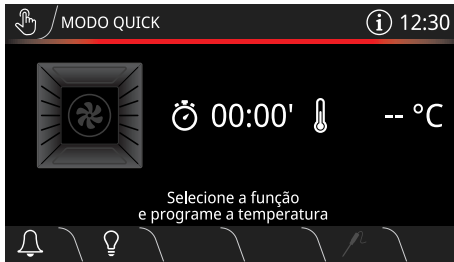 MODO QUICK 12:30
00:00' -- °C
Selecione a função
e programe a temperatura